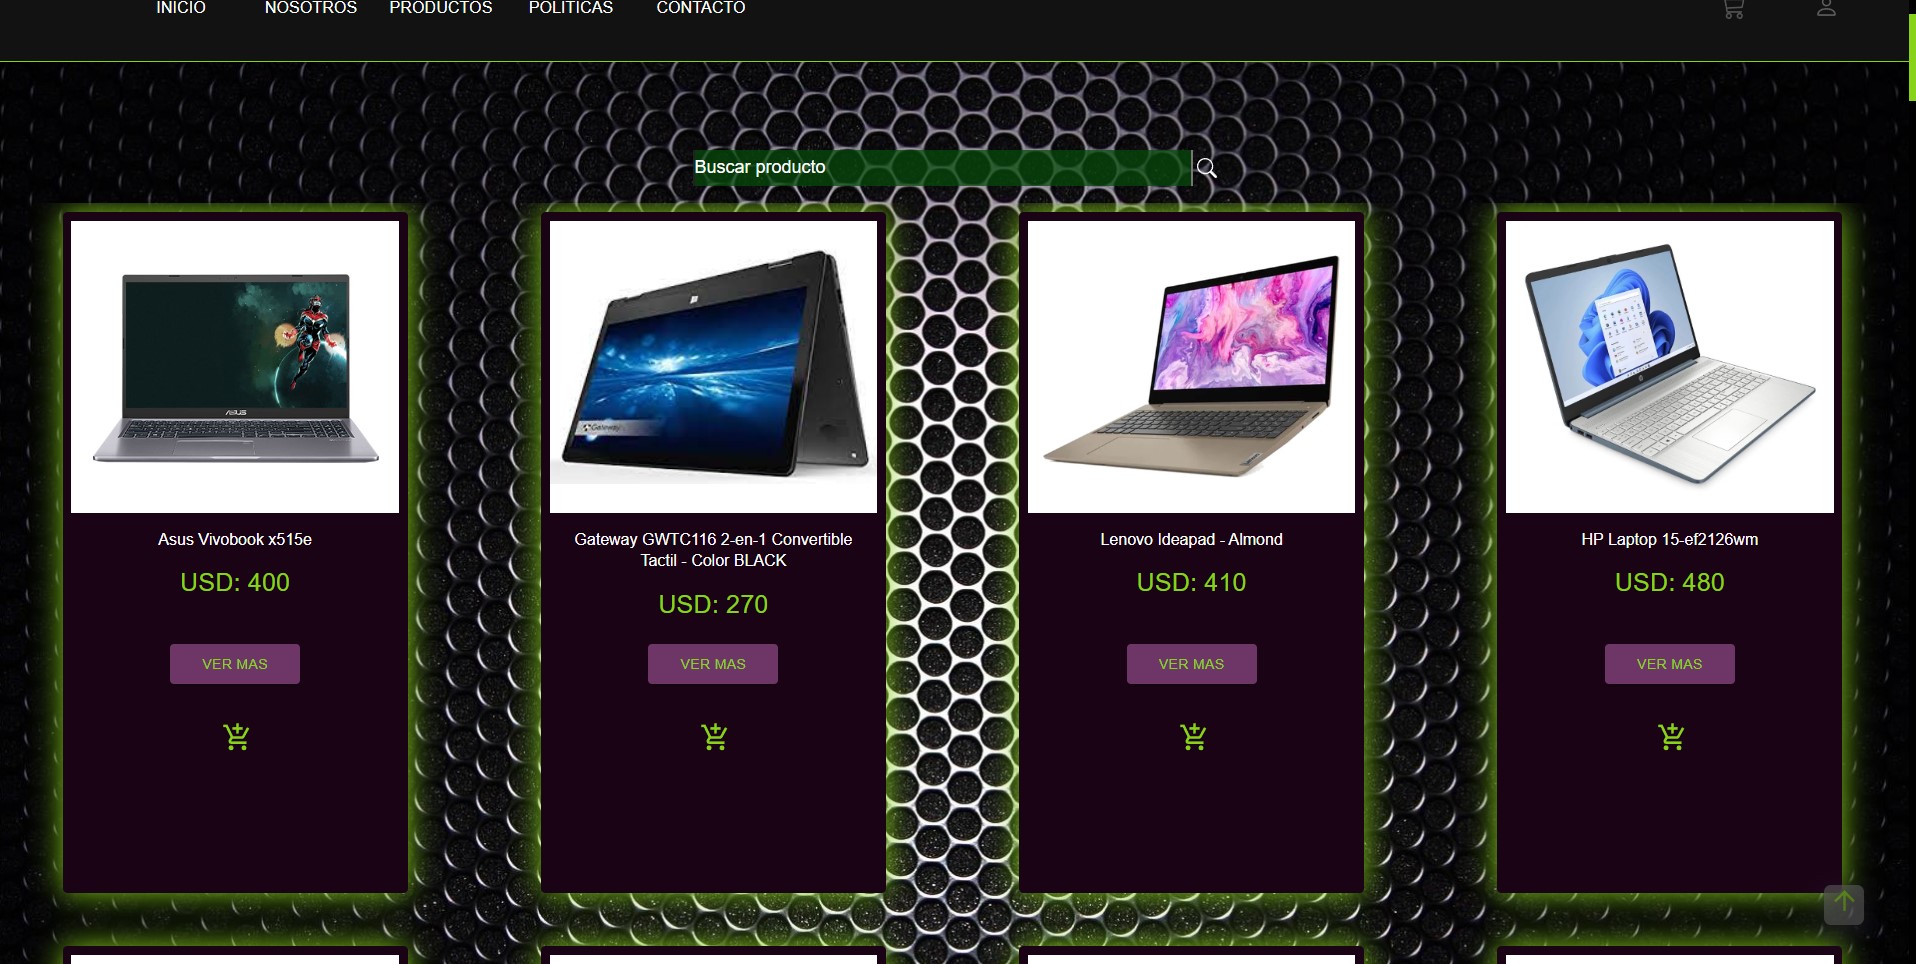 INICIO
NOSOTROS
PRODUCTOS
POLITICAS
CONTACTO
Buscar producto
ASUS
Gateway
Asus Vivobook x515e
USD: 400
VER MAS
Gateway GWTC116 2-en-1 Convertible
Tactil - Color BLACK
USD: 270
VER MAS
Lenovo Ideapad - Almond
USD: 410
VER MAS
HP Laptop 15-ef2126wm
USD: 480
VER MAS